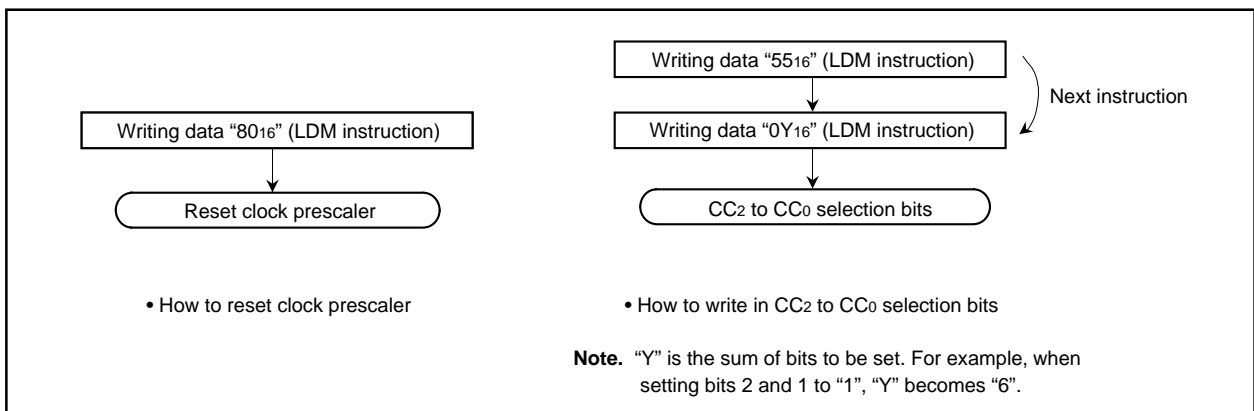 Writing data “80₁₆” (LDM instruction)
Reset clock prescaler
• How to reset clock prescaler
Writing data “55₁₆” (LDM instruction)
Next instruction
Writing data “0Y₁₆” (LDM instruction)
CC₂ to CC₀ selection bits
• How to write in CC₂ to CC₀ selection bits
Note. “Y” is the sum of bits to be set. For example, when
setting bits 2 and 1 to “1”, “Y” becomes “6”.